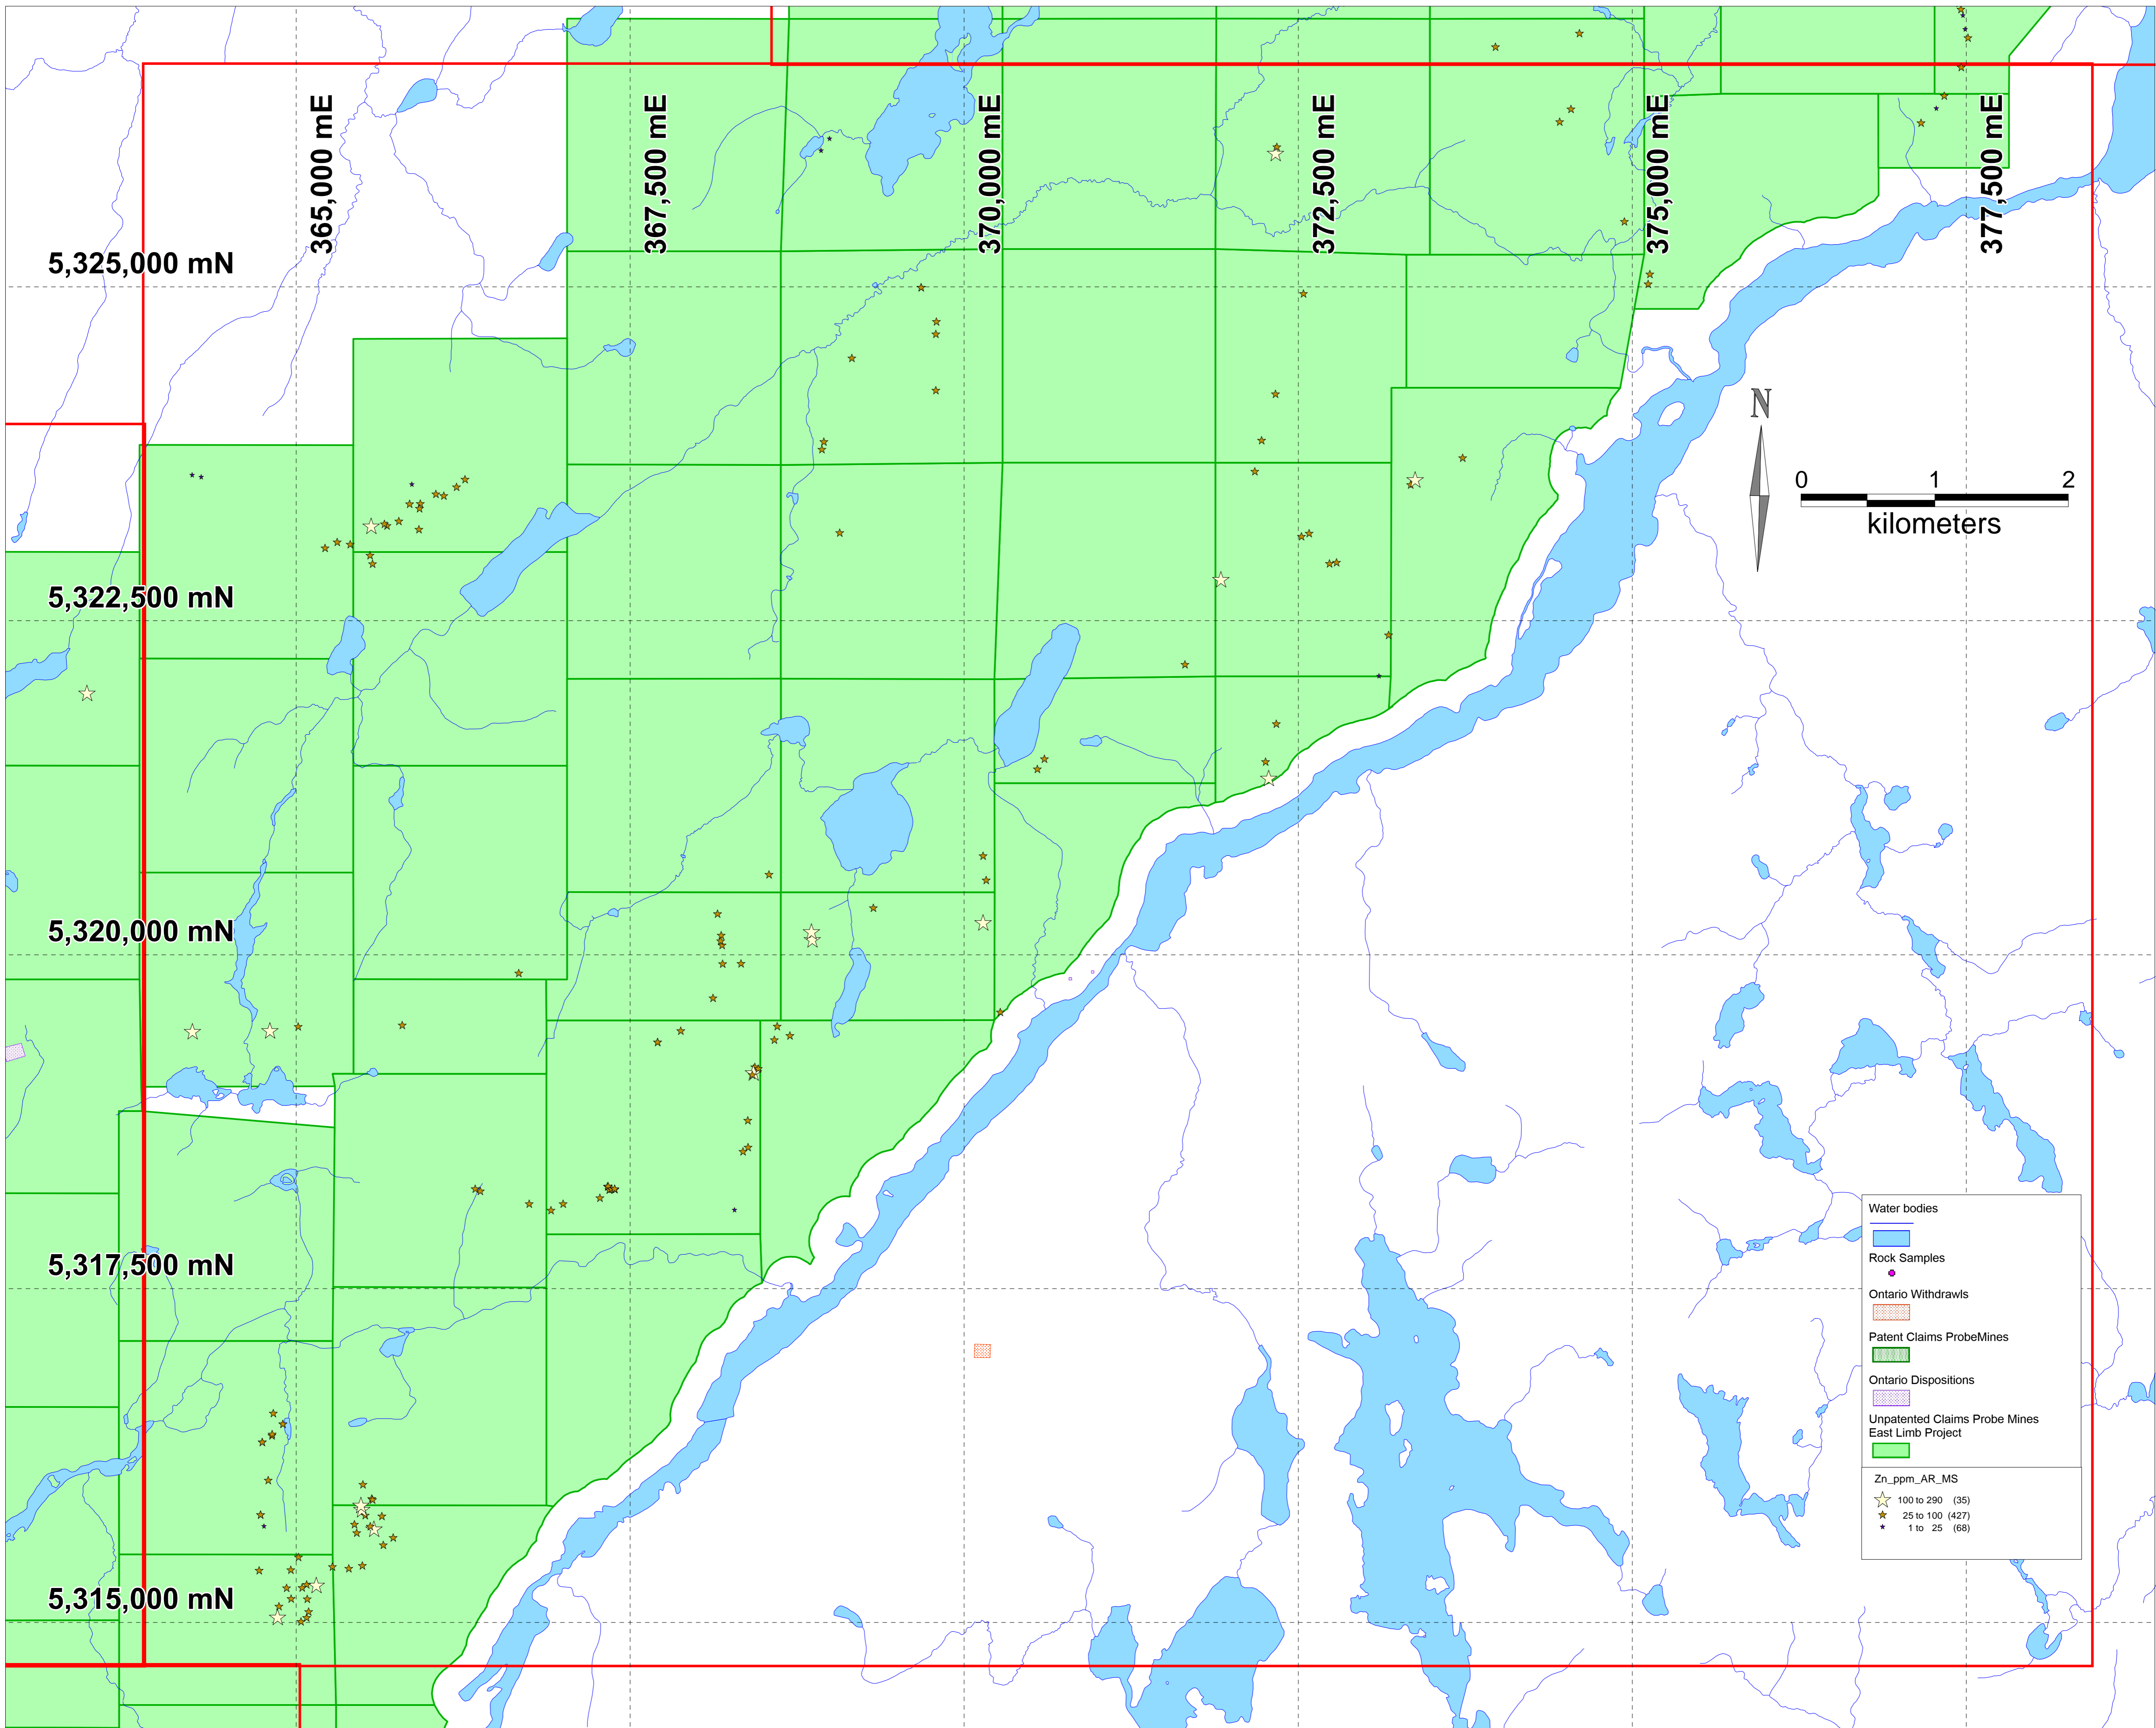 365,000 mE
367,500 mE
370,000 mE
372,500 mE
375,000 mE
377,500 mE
5,325,000 mN
N
0 1 2
kilometers
5,322,500 mN
5,320,000 mN
5,317,500 mN
5,315,000 mN
Water bodies
Rock Samples
Ontario Withdrawls
Patent Claims ProbeMines
Ontario Dispositions
Unpatented Claims Probe Mines
East Limb Project
Zn_ppm_AR_MS
100 to 290 (35)
25 to 100 (427)
1 to 25 (68)